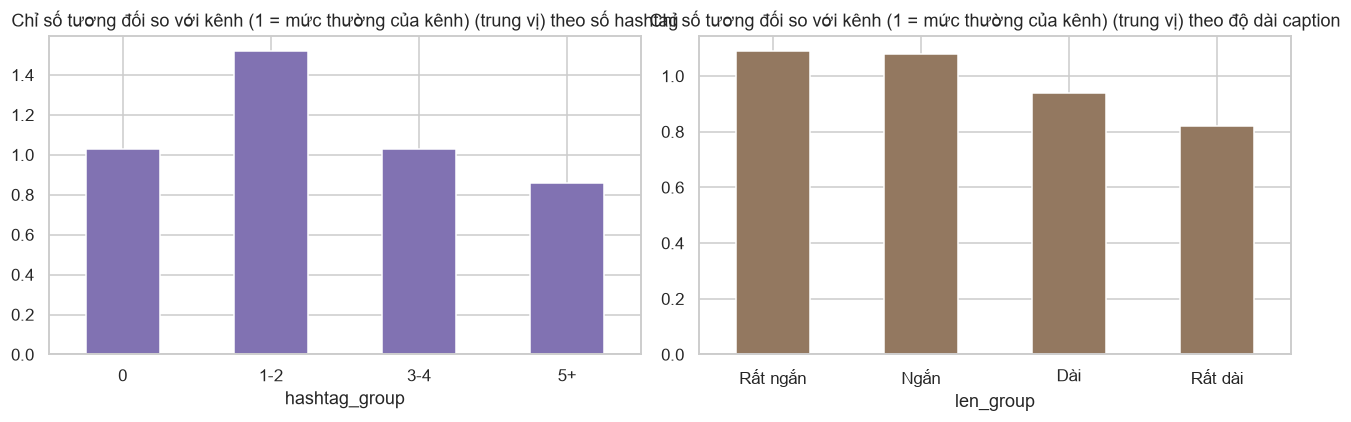 Chỉ số tương đối so với kênh (1 = mức thường của kênh) (trung vị) theo số hashtag
1.4
1.2
1.0
0.8
0.6
0.4
0.2
0.0
0 1-2 3-4 5+
hashtag_group
Chỉ số tương đối so với kênh (1 = mức thường của kênh) (trung vị) theo độ dài caption
1.0
0.8
0.6
0.4
0.2
0.0
Rất ngắn Ngắn Dài Rất dài
len_group